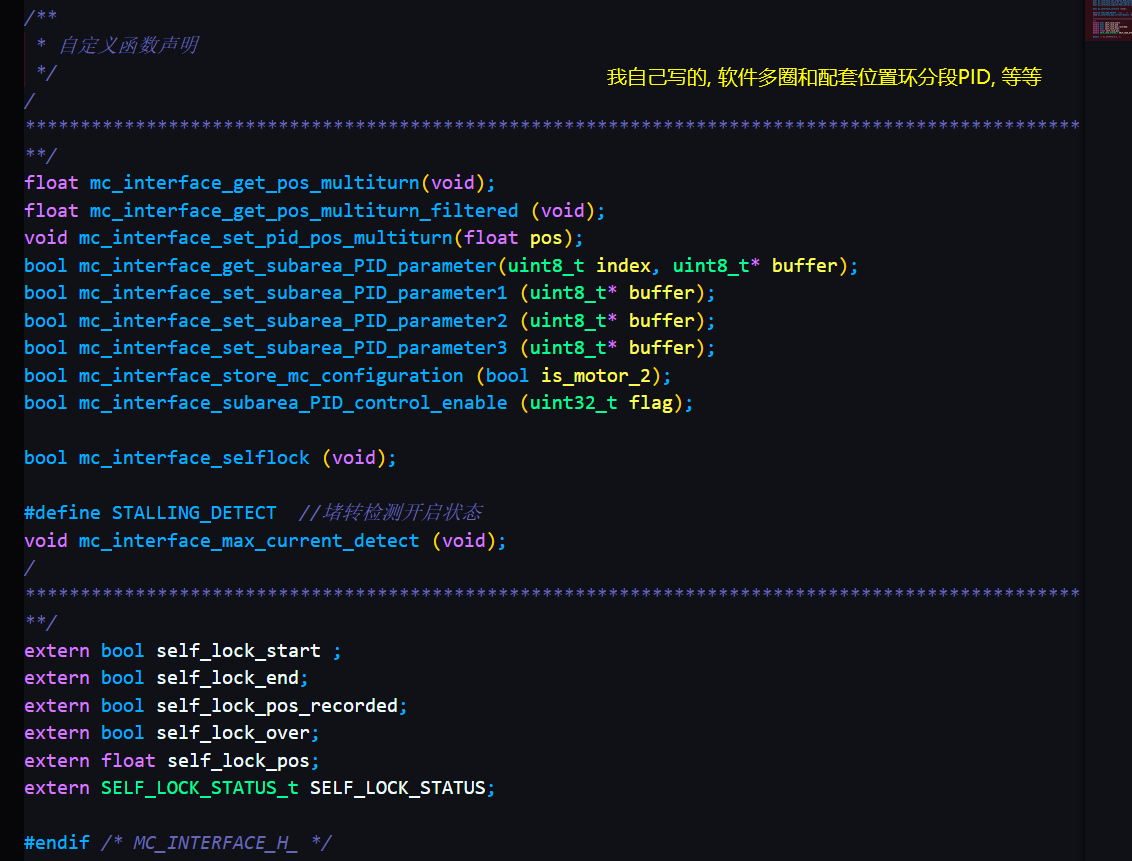 /**
* 自定义函数声明
*/
我自己写的, 软件多圈和配套位置环分段PID, 等等
/
************************************************************************************************
**/
float mc_interface_get_pos_multiturn(void);
float mc_interface_get_pos_multiturn_filtered (void);
void mc_interface_set_pid_pos_multiturn(float pos);
bool mc_interface_get_subarea_PID_parameter(uint8_t index, uint8_t* buffer);
bool mc_interface_set_subarea_PID_parameter1 (uint8_t* buffer);
bool mc_interface_set_subarea_PID_parameter2 (uint8_t* buffer);
bool mc_interface_set_subarea_PID_parameter3 (uint8_t* buffer);
bool mc_interface_store_mc_configuration (bool is_motor_2);
bool mc_interface_subarea_PID_control_enable (uint32_t flag);
bool mc_interface_selflock (void);
#define STALLING_DETECT  //堵转检测开启状态
void mc_interface_max_current_detect (void);
/
************************************************************************************************
**/
extern bool self_lock_start ;
extern bool self_lock_end;
extern bool self_lock_pos_recorded;
extern bool self_lock_over;
extern float self_lock_pos;
extern SELF_LOCK_STATUS_t SELF_LOCK_STATUS;
#endif /* MC_INTERFACE_H_ */